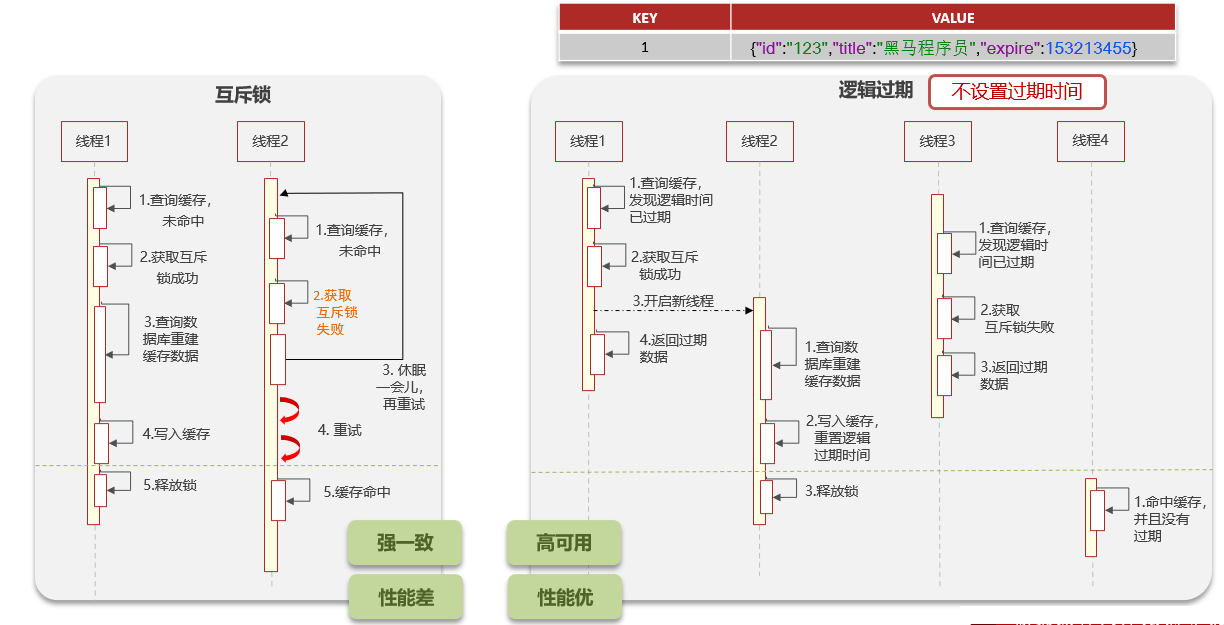 KEY
VALUE
1
{"id":"123","title":"黑马程序员","expire":153213455}
互斥锁
线程1
线程2
1.查询缓存，
未命中
2.获取互斥
锁成功
3.查询数
据库重建
缓存数据
4.写入缓存
5.释放锁
1.查询缓存，
未命中
2.获取
互斥锁
失败
3. 休眠
一会儿，
再重试
4. 重试
5.缓存命中
强一致
性能差
逻辑过期
不设置过期时间
线程1
线程2
线程3
线程4
1.查询缓存，
发现逻辑时间
已过期
2.获取互斥
锁成功
3.开启新线程
4.返回过期
数据
1.查询数
据库重建
缓存数据
2.写入缓存，
重置逻辑
过期时间
3.释放锁
1.查询缓存，
发现逻辑时
间已过期
2.获取
互斥锁失败
3.返回过期
数据
1.命中缓存，
并且没有
过期
高可用
性能优